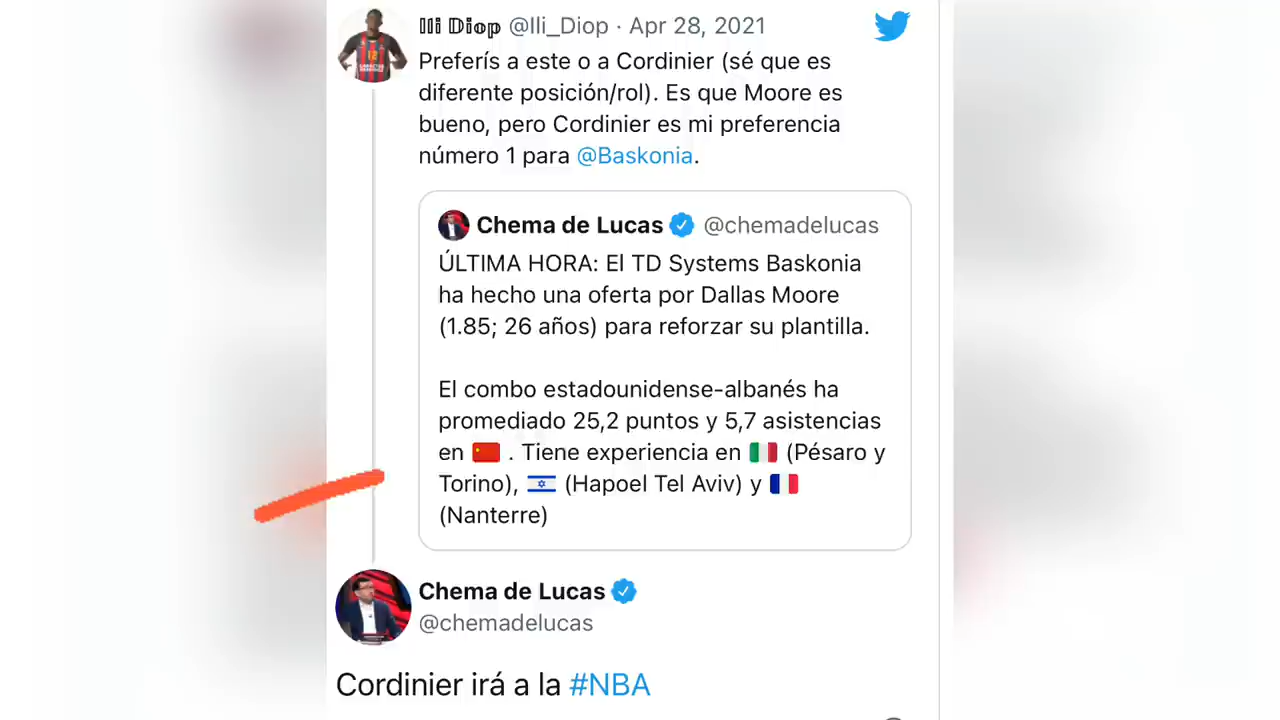 Ili Diop @Ili_Diop · Apr 28, 2021
Preferís a este o a Cordinier (sé que es
diferente posición/rol). Es que Moore es
bueno, pero Cordinier es mi preferencia
número 1 para @Baskonia.
Chema de Lucas @chemadelucas
ÚLTIMA HORA: El TD Systems Baskonia
ha hecho una oferta por Dallas Moore
(1.85; 26 años) para reforzar su plantilla.
El combo estadounidense-albanés ha
promediado 25,2 puntos y 5,7 asistencias
en 🇨🇳 . Tiene experiencia en 🇮🇹 (Pésaro y
Torino), 🇮🇱 (Hapoel Tel Aviv) y 🇫🇷
(Nanterre)
Chema de Lucas
@chemadelucas
Cordinier irá a la #NBA